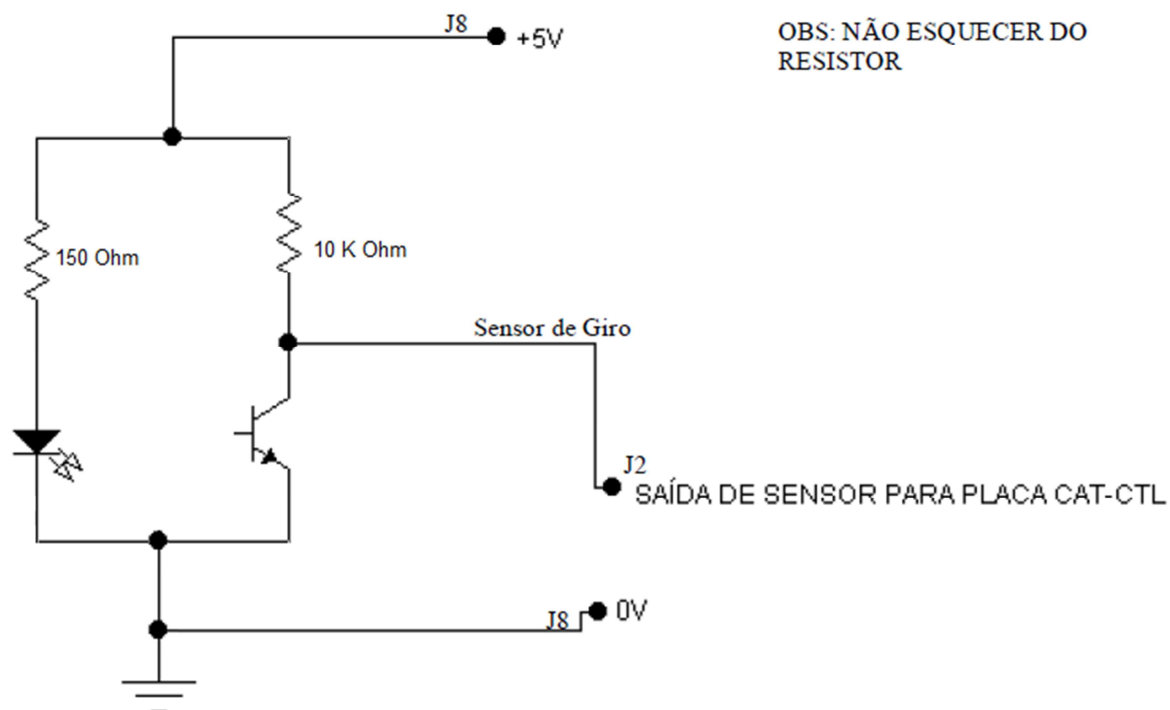 J8
+5V
OBS: NÃO ESQUECER DO
RESISTOR
150 Ohm
10 K Ohm
Sensor de Giro
J2
SAÍDA DE SENSOR PARA PLACA CAT-CTL
J8
0V